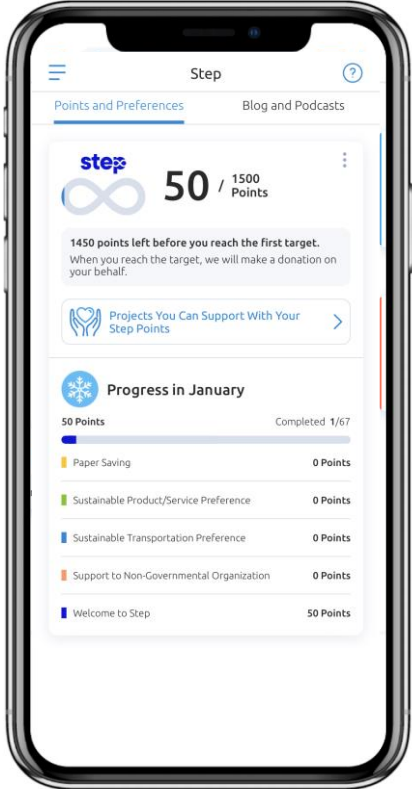 Step
?
Points and Preferences
Blog and Podcasts
step
50 / 1500
Points
1450 points left before you reach the first target.
When you reach the target, we will make a donation on
your behalf.
Projects You Can Support With Your
Step Points
Progress in January
50 Points
Completed 1/67
Paper Saving
0 Points
Sustainable Product/Service Preference
0 Points
Sustainable Transportation Preference
0 Points
Support to Non-Governmental Organization
0 Points
Welcome to Step
50 Points